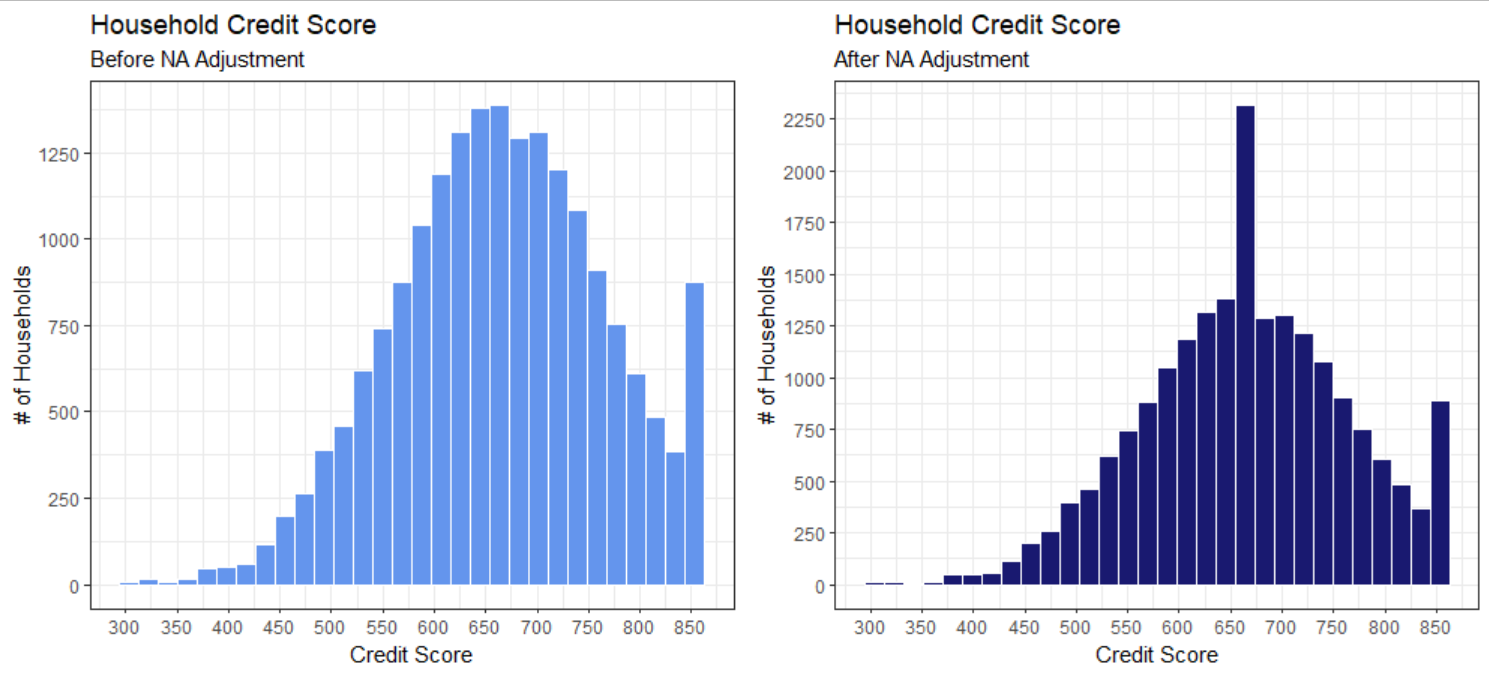 Household Credit Score
Before NA Adjustment
# of Households
1250
1000
750
500
250
0
300 350 400 450 500 550 600 650 700 750 800 850
Credit Score
Household Credit Score
After NA Adjustment
# of Households
2250
2000
1750
1500
1250
1000
750
500
250
0
300 350 400 450 500 550 600 650 700 750 800 850
Credit Score